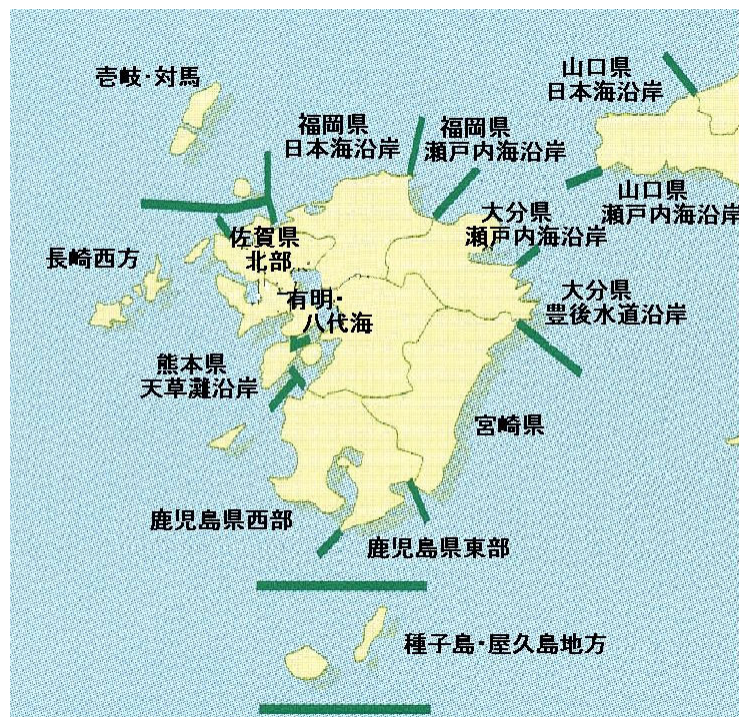 壱岐・対馬
福岡県
日本海沿岸
福岡県
瀬戸内海沿岸
山口県
日本海沿岸
山口県
瀬戸内海沿岸
大分県
瀬戸内海沿岸
佐賀県
北部
長崎西方
有明・
八代海
大分県
豊後水道沿岸
熊本県
天草灘沿岸
宮崎県
鹿児島県西部
鹿児島県東部
種子島・屋久島地方